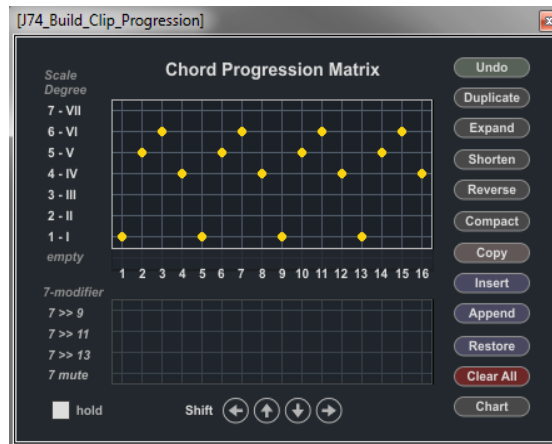 [J74_Build_Clip_Progression]
x
Scale
Degree
Chord Progression Matrix
7 - VII
6 - VI
5 - V
4 - IV
3 - III
2 - II
1 - I
empty
1 2 3 4 5 6 7 8 9 10 11 12 13 14 15 16
7-modifier
7 >> 9
7 >> 11
7 >> 13
7 mute
hold
Shift
Undo
Duplicate
Expand
Shorten
Reverse
Compact
Copy
Insert
Append
Restore
Clear All
Chart